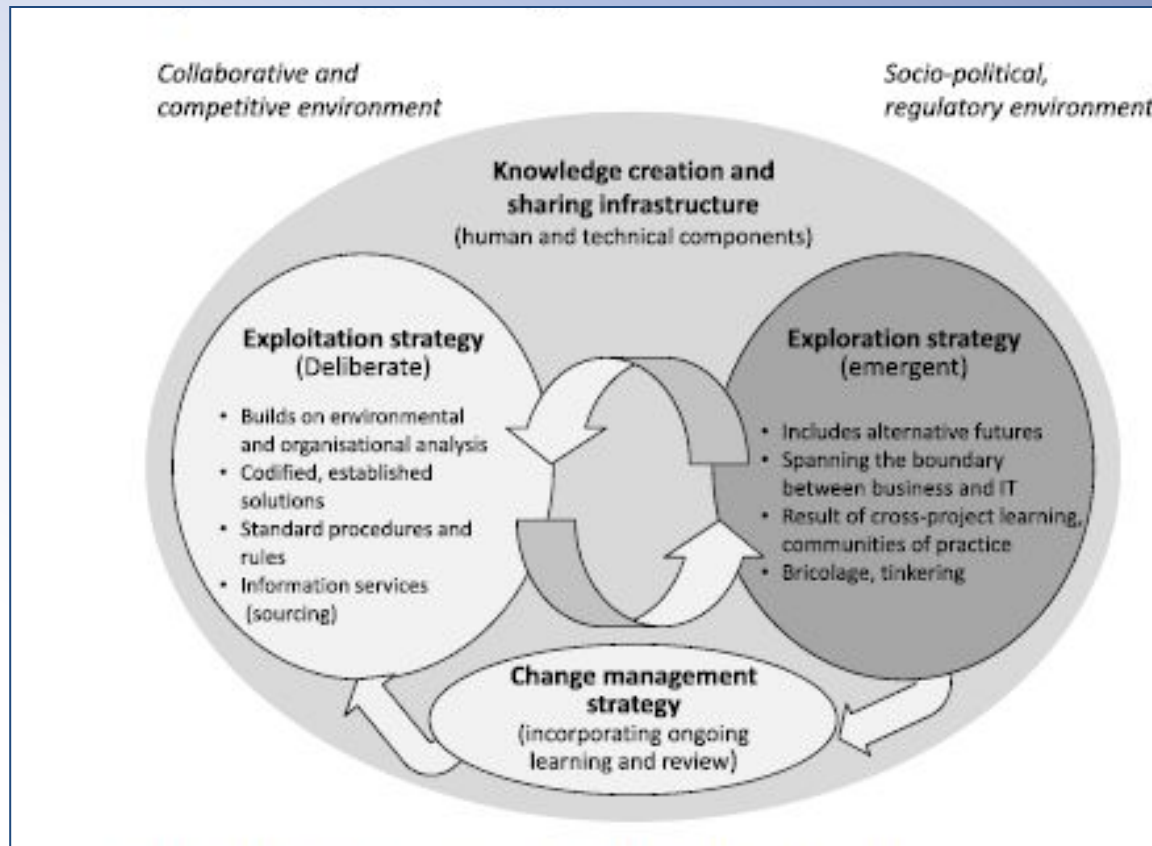 Collaborative and
competitive environment
Socio-political,
regulatory environment
Knowledge creation and
sharing infrastructure
(human and technical components)
Exploitation strategy
(Deliberate)
• Builds on environmental
and organisational analysis
• Codified, established
solutions
• Standard procedures and
rules
• Information services
(sourcing)
Exploration strategy
(emergent)
• Includes alternative futures
• Spanning the boundary
between business and IT
• Result of cross-project learning,
communities of practice
• Bricolage, tinkering
Change management
strategy
(incorporating ongoing
learning and review)